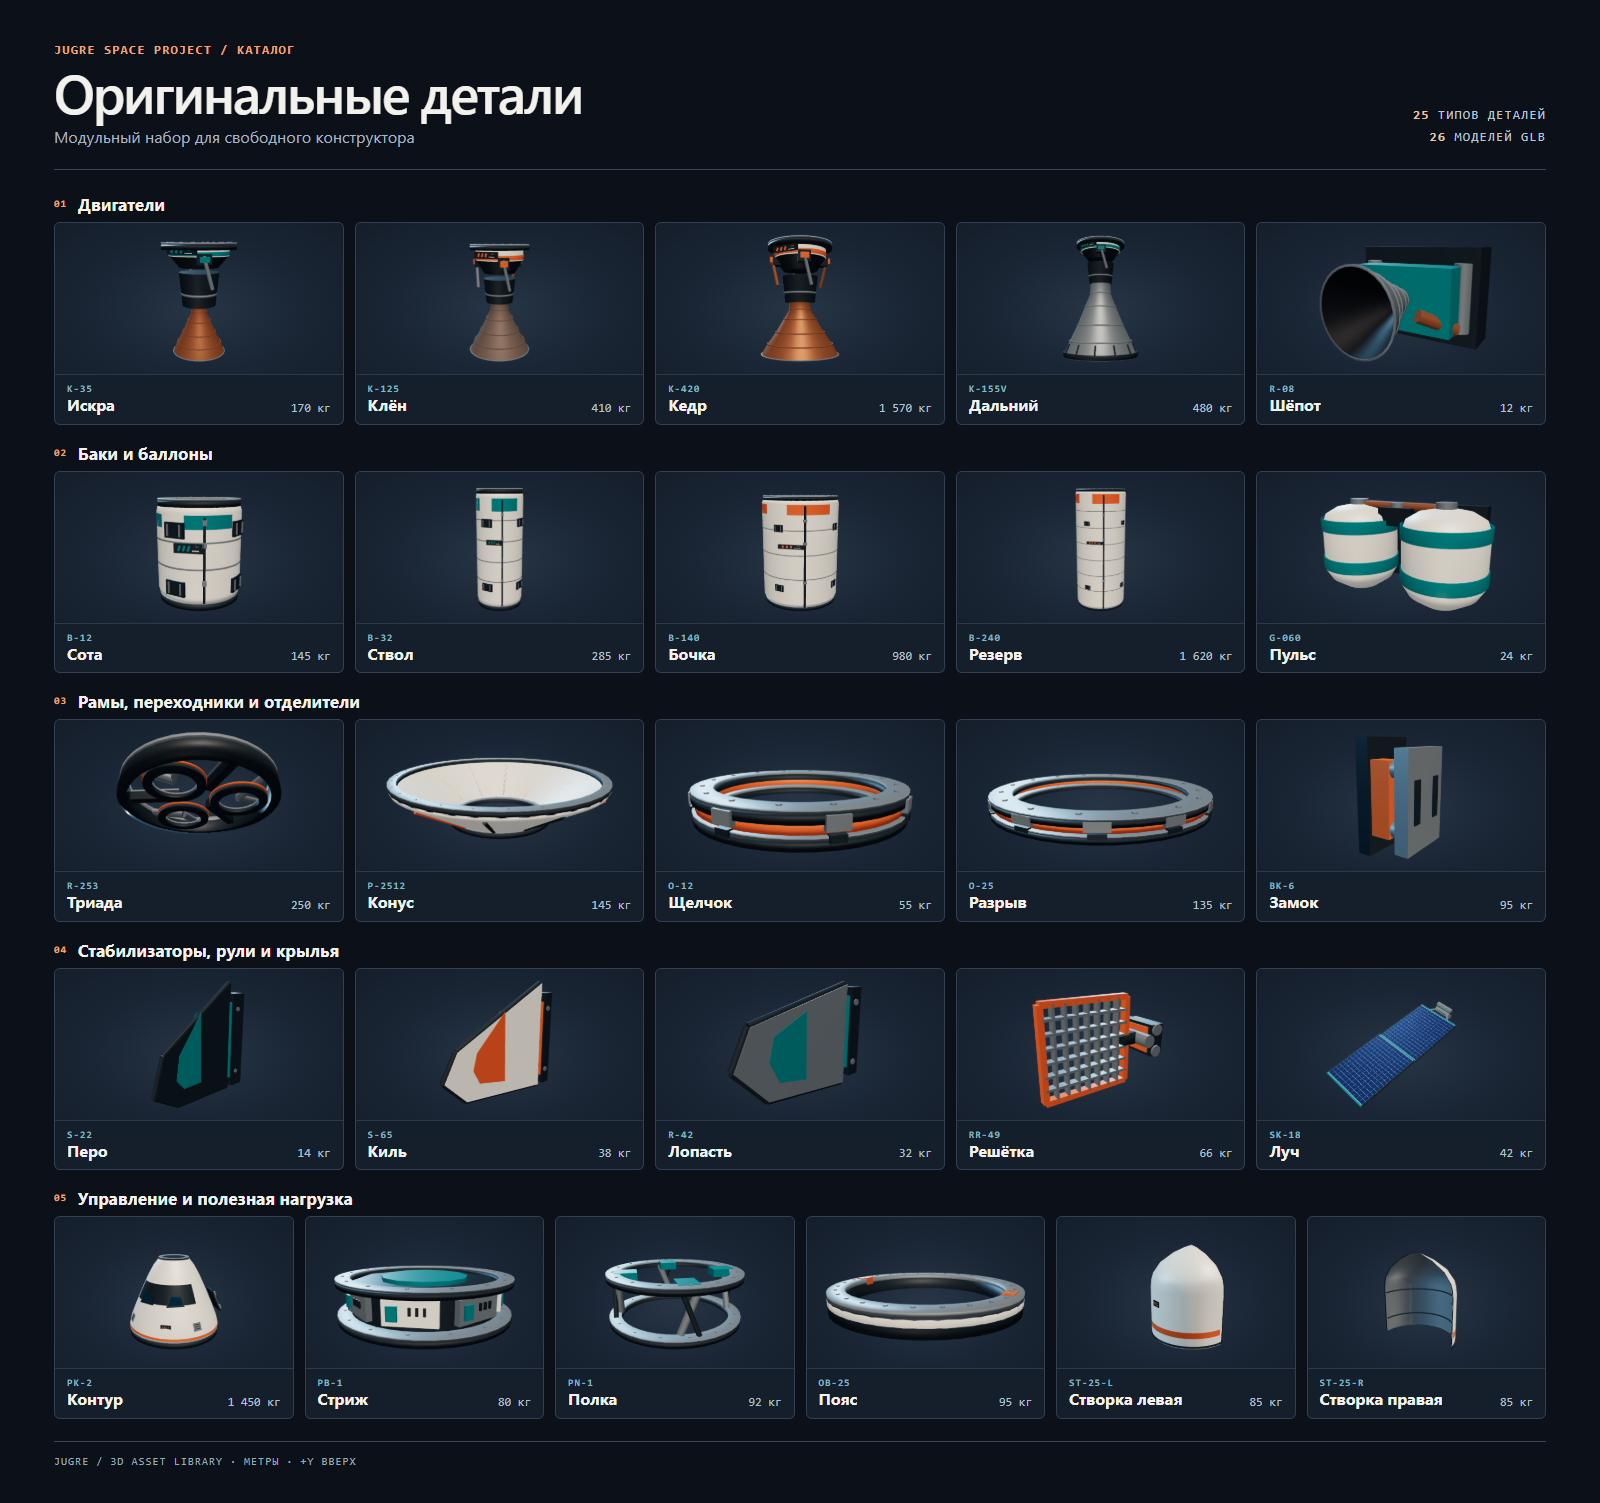 JUGRE SPACE PROJECT / КАТАЛОГ
Оригинальные детали
Модульный набор для свободного конструктора
25 ТИПОВ ДЕТАЛЕЙ
26 МОДЕЛЕЙ GLB
01 Двигатели
K-35
Искра 170 кг
K-125
Клён 410 кг
K-420
Кедр 1 570 кг
K-155V
Дальний 480 кг
R-08
Шёпот 12 кг
02 Баки и баллоны
B-12
Сота 145 кг
B-32
Ствол 285 кг
B-140
Бочка 980 кг
B-240
Резерв 1 620 кг
G-060
Пульс 24 кг
03 Рамы, переходники и отделители
R-253
Триада 250 кг
P-2512
Конус 145 кг
O-12
Щелчок 55 кг
O-25
Разрыв 135 кг
BK-6
Замок 95 кг
04 Стабилизаторы, рули и крылья
S-22
Перо 14 кг
S-65
Киль 38 кг
R-42
Лопасть 32 кг
RR-49
Решётка 66 кг
SK-18
Луч 42 кг
05 Управление и полезная нагрузка
PK-2
Контур 1 450 кг
PB-1
Стриж 80 кг
PN-1
Полка 92 кг
OB-25
Пояс 95 кг
ST-25-L
Створка левая 85 кг
ST-25-R
Створка правая 85 кг
JUGRE / 3D ASSET LIBRARY · МЕТРЫ · +Y ВВЕРХ